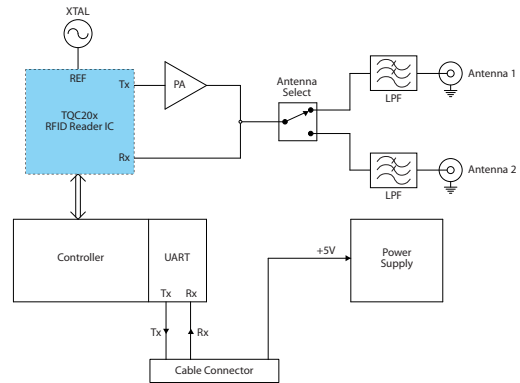 XTAL
REF
TQC20x
RFID Reader IC
Tx
Rx
PA
Antenna
Select
LPF
Antenna 1
LPF
Antenna 2
Controller
UART
Tx Rx
Tx
Rx
Cable Connector
+5V
Power
Supply